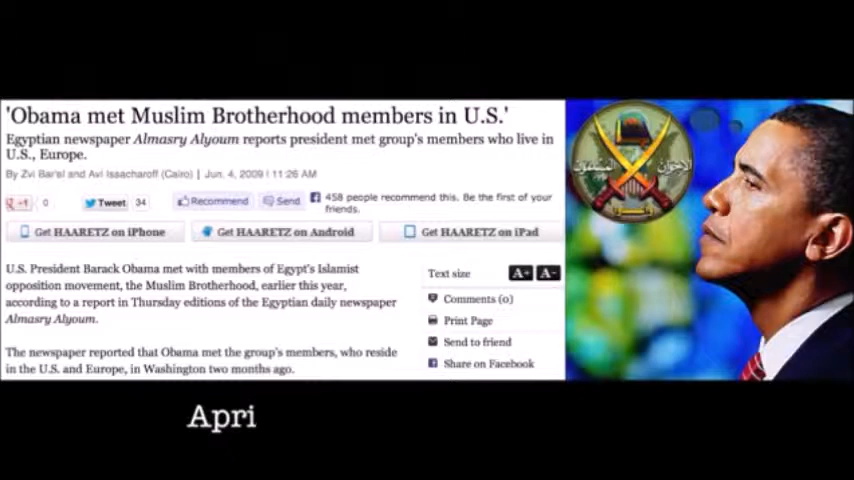 'Obama met Muslim Brotherhood members in U.S.'
Egyptian newspaper Almasry Alyoum reports president met group's members who live in
U.S., Europe.
By Zvi Bar'el and Avi Issacharoff (Cairo) | Jun. 4, 2009 | 11:26 AM
+1 0
Tweet 34
Recommend
Send
458 people recommend this. Be the first of your
friends.
Get HAARETZ on iPhone
Get HAARETZ on Android
Get HAARETZ on iPad
U.S. President Barack Obama met with members of Egypt's Islamist
opposition movement, the Muslim Brotherhood, earlier this year,
according to a report in Thursday editions of the Egyptian daily newspaper
Almasry Alyoum.
The newspaper reported that Obama met the group's members, who reside
in the U.S. and Europe, in Washington two months ago.
Text size A+ A-
Comments (0)
Print Page
Send to friend
Share on Facebook
الإخوان المسلمون
وأعدوا
Apri